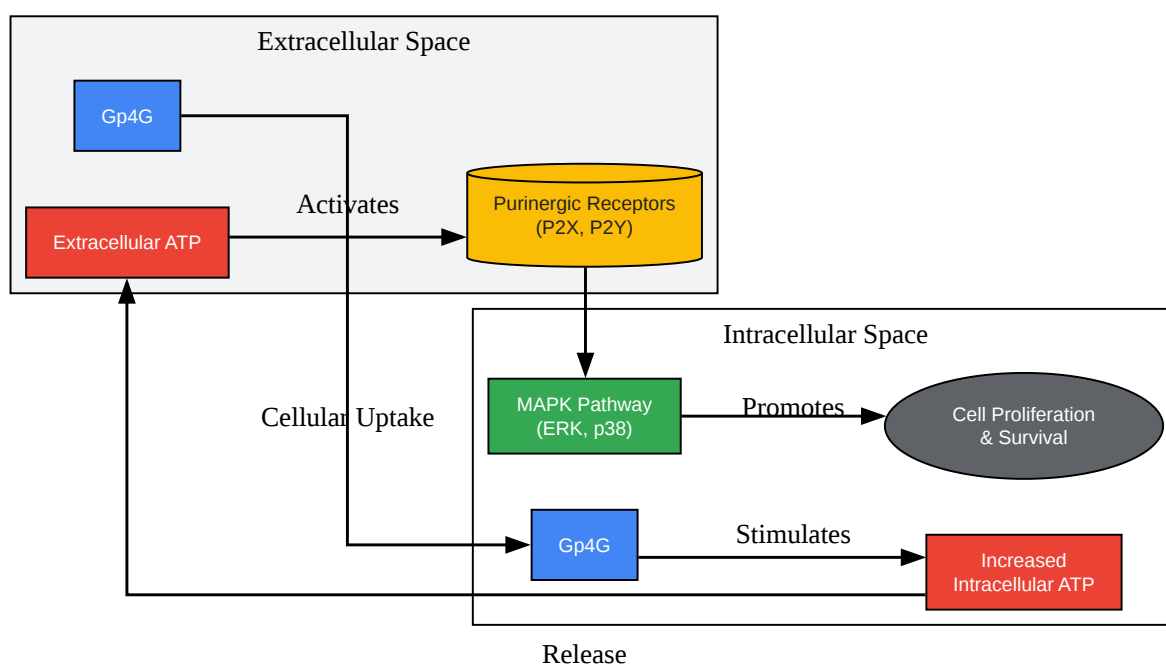 Extracellular Space
Gp4G
Activates
Purinergic Receptors
(P2X, P2Y)
Extracellular ATP
Intracellular Space
Cellular Uptake
MAPK Pathway
(ERK, p38)
Promotes
Cell Proliferation
& Survival
Gp4G
Stimulates
Increased
Intracellular ATP
Release